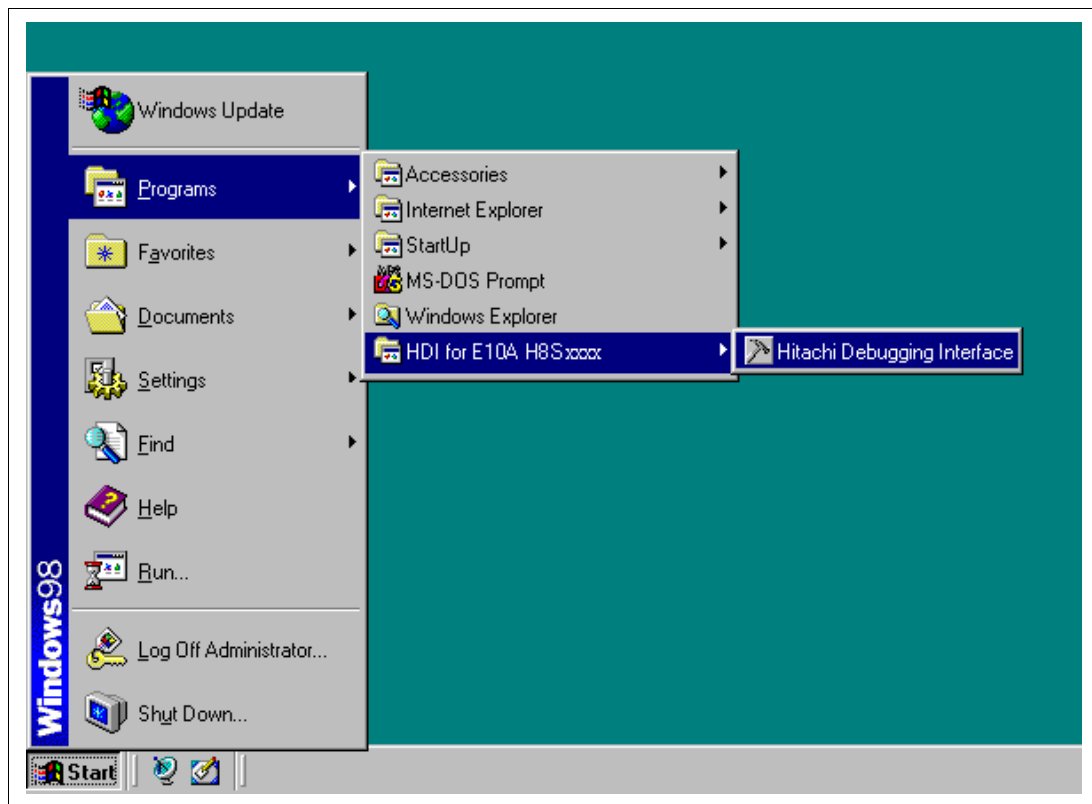 Windows Update
Programs
Favorites
Documents
Settings
Find
Help
Run...
Log Off Administrator...
Shut Down...
Windows98
Accessories
Internet Explorer
StartUp
MS-DOS Prompt
Windows Explorer
HDI for E10A H8Sxxxx
Hitachi Debugging Interface
Start